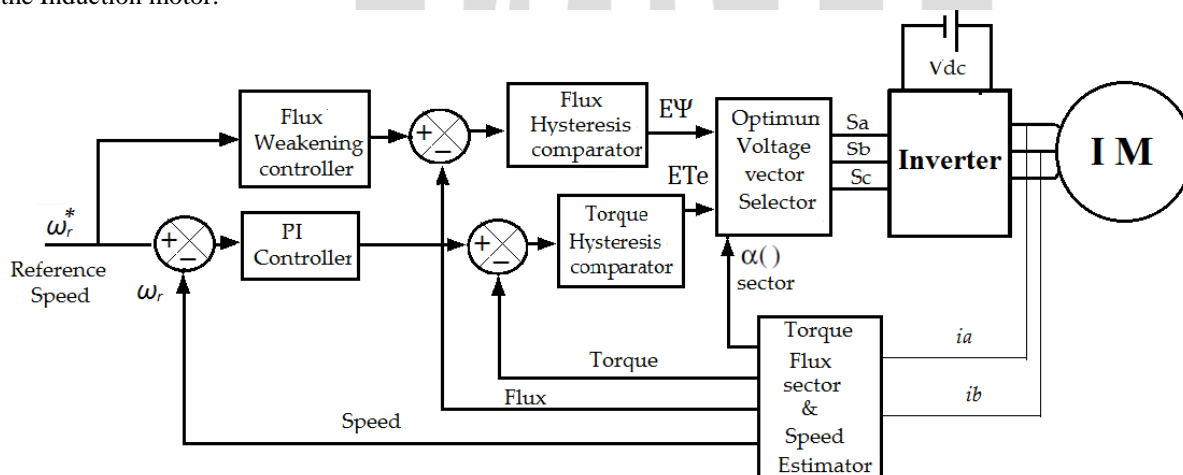 the Induction motor.
Vdc
Flux
Weakening
controller
Flux
Hysteresis
comparator
EΨ
Optimun
Voltage
vector
Selector
Sa
Sb
Sc
Inverter
I M
+
−
ETe
ω*r
Reference
Speed
+
−
ωr
PI
Controller
+
−
Torque
Hysteresis
comparator
α()
sector
Torque
Flux
sector
&
Speed
Estimator
ia
ib
Torque
Flux
Speed